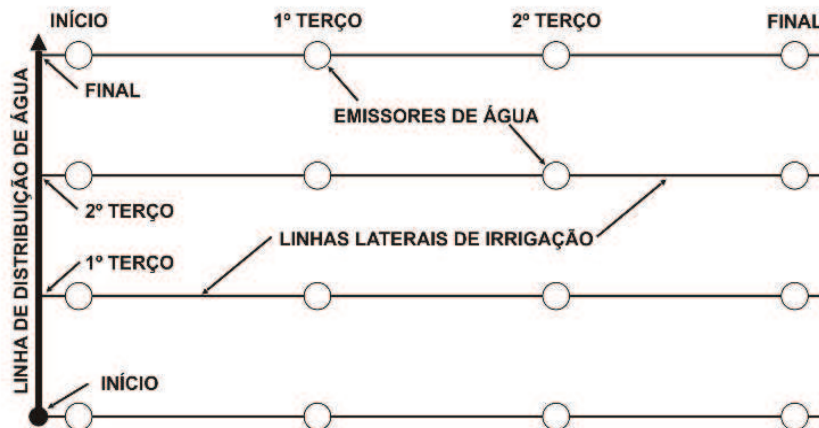 INÍCIO
1º TERÇO
2º TERÇO
FINAL
FINAL
EMISSORES DE ÁGUA
2º TERÇO
LINHAS LATERAIS DE IRRIGAÇÃO
1º TERÇO
INÍCIO
LINHA DE DISTRIBUIÇÃO DE ÁGUA